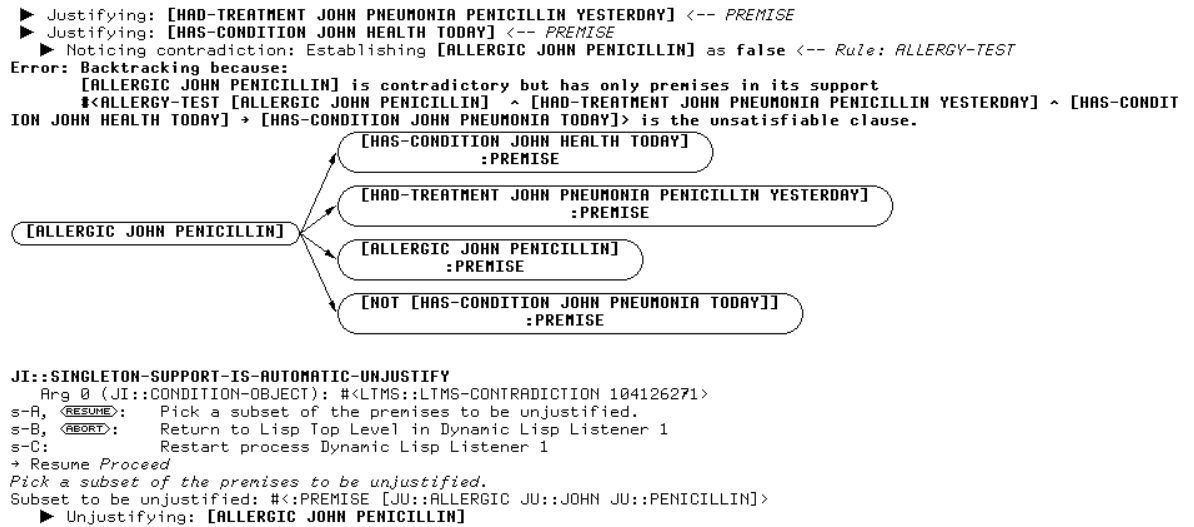 ▶ Justifying: [HAD-TREATMENT JOHN PNEUMONIA PENICILLIN YESTERDAY] <-- PREMISE
▶ Justifying: [HAS-CONDITION JOHN HEALTH TODAY] <-- PREMISE
▶ Noticing contradiction: Establishing [ALLERGIC JOHN PENICILLIN] as false <-- Rule: ALLERGY-TEST
Error: Backtracking because:
[ALLERGIC JOHN PENICILLIN] is contradictory but has only premises in its support
#<ALLERGY-TEST [ALLERGIC JOHN PENICILLIN] ^ [HAD-TREATMENT JOHN PNEUMONIA PENICILLIN YESTERDAY] ^ [HAS-CONDIT
ION JOHN HEALTH TODAY] → [HAS-CONDITION JOHN PNEUMONIA TODAY]> is the unsatisfiable clause.
[HAS-CONDITION JOHN HEALTH TODAY]
:PREMISE
[HAD-TREATMENT JOHN PNEUMONIA PENICILLIN YESTERDAY]
:PREMISE
[ALLERGIC JOHN PENICILLIN]
[ALLERGIC JOHN PENICILLIN]
:PREMISE
[NOT [HAS-CONDITION JOHN PNEUMONIA TODAY]]
:PREMISE
JI::SINGLETON-SUPPORT-IS-AUTOMATIC-UNJUSTIFY
Arg 0 (JI::CONDITION-OBJECT): #<LTMS::LTMS-CONTRADICTION 104126271>
s-A, <RESUME>: Pick a subset of the premises to be unjustified.
s-B, <ABORT>: Return to Lisp Top Level in Dynamic Lisp Listener 1
s-C: Restart process Dynamic Lisp Listener 1
→ Resume Proceed
Pick a subset of the premises to be unjustified.
Subset to be unjustified: #<:PREMISE [JU::ALLERGIC JU::JOHN JU::PENICILLIN]>
▶ Unjustifying: [ALLERGIC JOHN PENICILLIN]